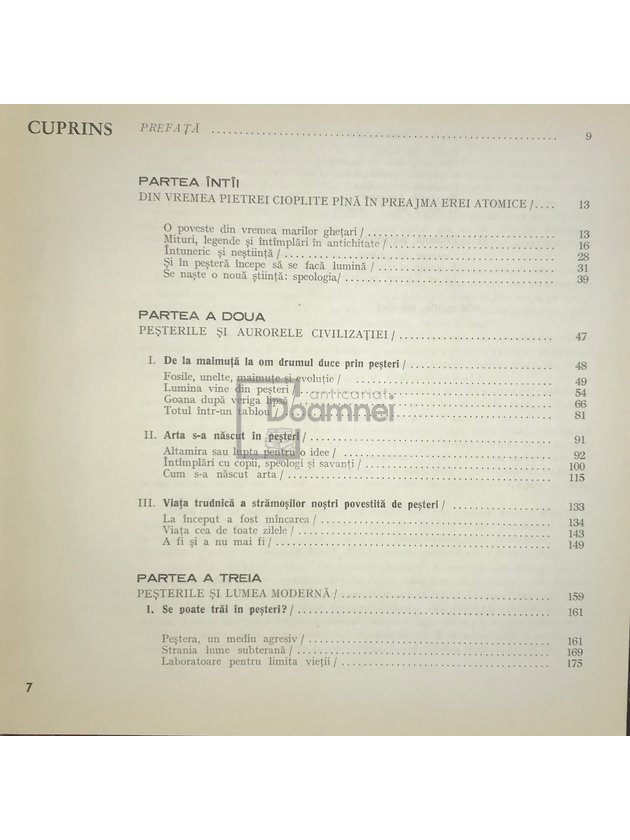 CUPRINS PREFAȚĂ .......... 9
PARTEA ÎNTÎI
DIN VREMEA PIETREI CIOPLITE PÎNĂ ÎN PREAJMA EREI ATOMICE /.... 13
O poveste din vremea marilor ghețari / .......... 13
Mituri, legende și întîmplări în antichitate / .......... 16
Întuneric și neștiință / .......... 28
Și în peșteră începe să se facă lumină / .......... 31
Se naște o nouă știință: speologia/ .......... 39
PARTEA A DOUA
PEȘTERILE ȘI AURORELE CIVILIZAȚIEI / .......... 47
I. De la maimuță la om drumul duce prin peșteri / .......... 48
Fosile, unelte, maimuțe și evoluție / .......... 49
Lumina vine din peșteri / .......... 54
Goana după veriga lipsă .......... 66
Totul într-un tablou / .......... 81
anticariat
Doamnei
II. Arta s-a născut în peșteri / .......... 91
Altamira sau lupta pentru o idee / .......... 92
Întîmplări cu copii, speologi și savanți / .......... 100
Cum s-a născut arta / .......... 115
III. Viața trudnică a strămoșilor noștri povestită de peșteri / .......... 133
La început a fost mîncarea / .......... 134
Viața cea de toate zilele / .......... 143
A fi și a nu mai fi / .......... 149
PARTEA A TREIA
PEȘTERILE ȘI LUMEA MODERNĂ / .......... 159
I. Se poate trăi în peșteri? / .......... 161
Peștera, un mediu agresiv / .......... 161
Strania lume subterană / .......... 169
Laboratoare pentru limita vieții / .......... 175
7